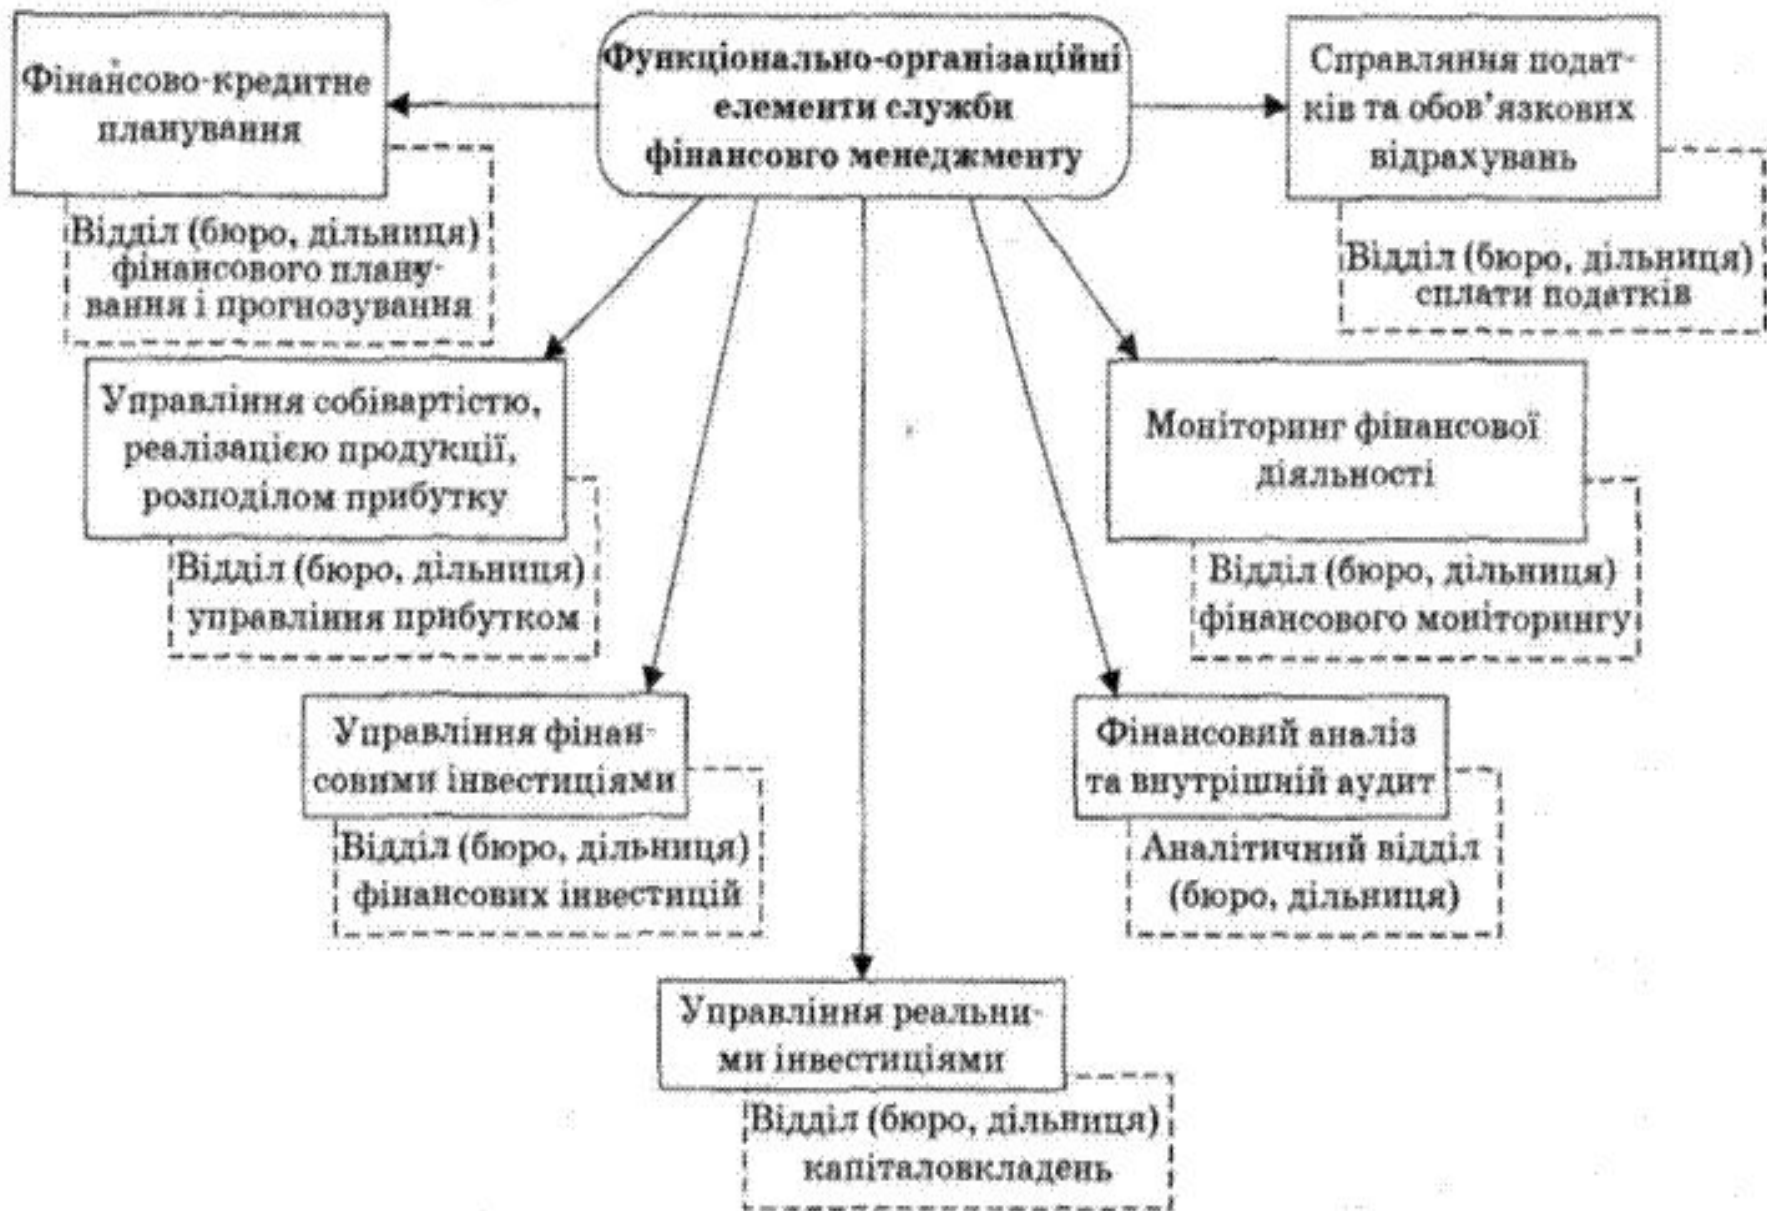 Функціонально-організаційні
елементи служби
фінансовго менеджменту
Фінансово-кредитне
планування
Відділ (бюро, дільниця)
фінансового плану-
вання і прогнозування
Справляння подат-
ків та обов’язкових
відрахувань
Відділ (бюро, дільниця)
сплати податків
Управління собівартістю,
реалізацією продукції,
розподілом прибутку
Відділ (бюро, дільниця)
управління прибутком
Моніторинг фінансової
діяльності
Відділ (бюро, дільниця)
фінансового моніторингу
Управління фінан-
совими інвестиціями
Відділ (бюро, дільниця)
фінансових інвестицій
Фінансовий аналіз
та внутрішній аудит
Аналітичний відділ
(бюро, дільниця)
Управління реальни-
ми інвестиціями
Відділ (бюро, дільниця)
капіталовкладень